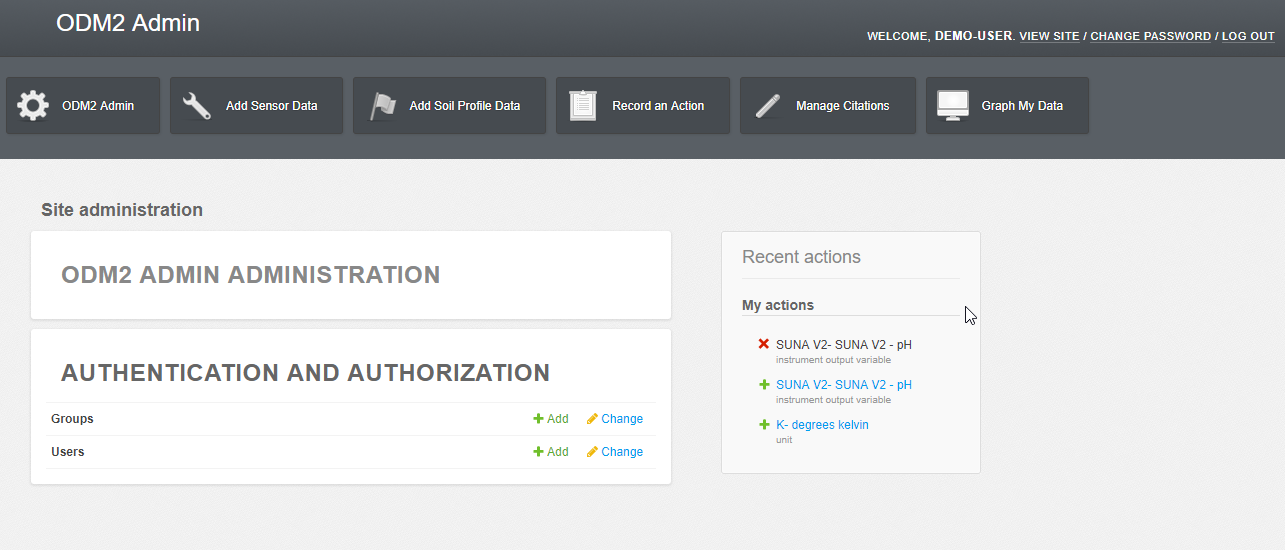 ODM2 Admin
WELCOME, DEMO-USER. VIEW SITE / CHANGE PASSWORD / LOG OUT
ODM2 Admin
Add Sensor Data
Add Soil Profile Data
Record an Action
Manage Citations
Graph My Data
Site administration
ODM2 ADMIN ADMINISTRATION
AUTHENTICATION AND AUTHORIZATION
Groups Add Change
Users Add Change
Recent actions
My actions
SUNA V2- SUNA V2 - pH
instrument output variable
SUNA V2- SUNA V2 - pH
instrument output variable
K- degrees kelvin
unit